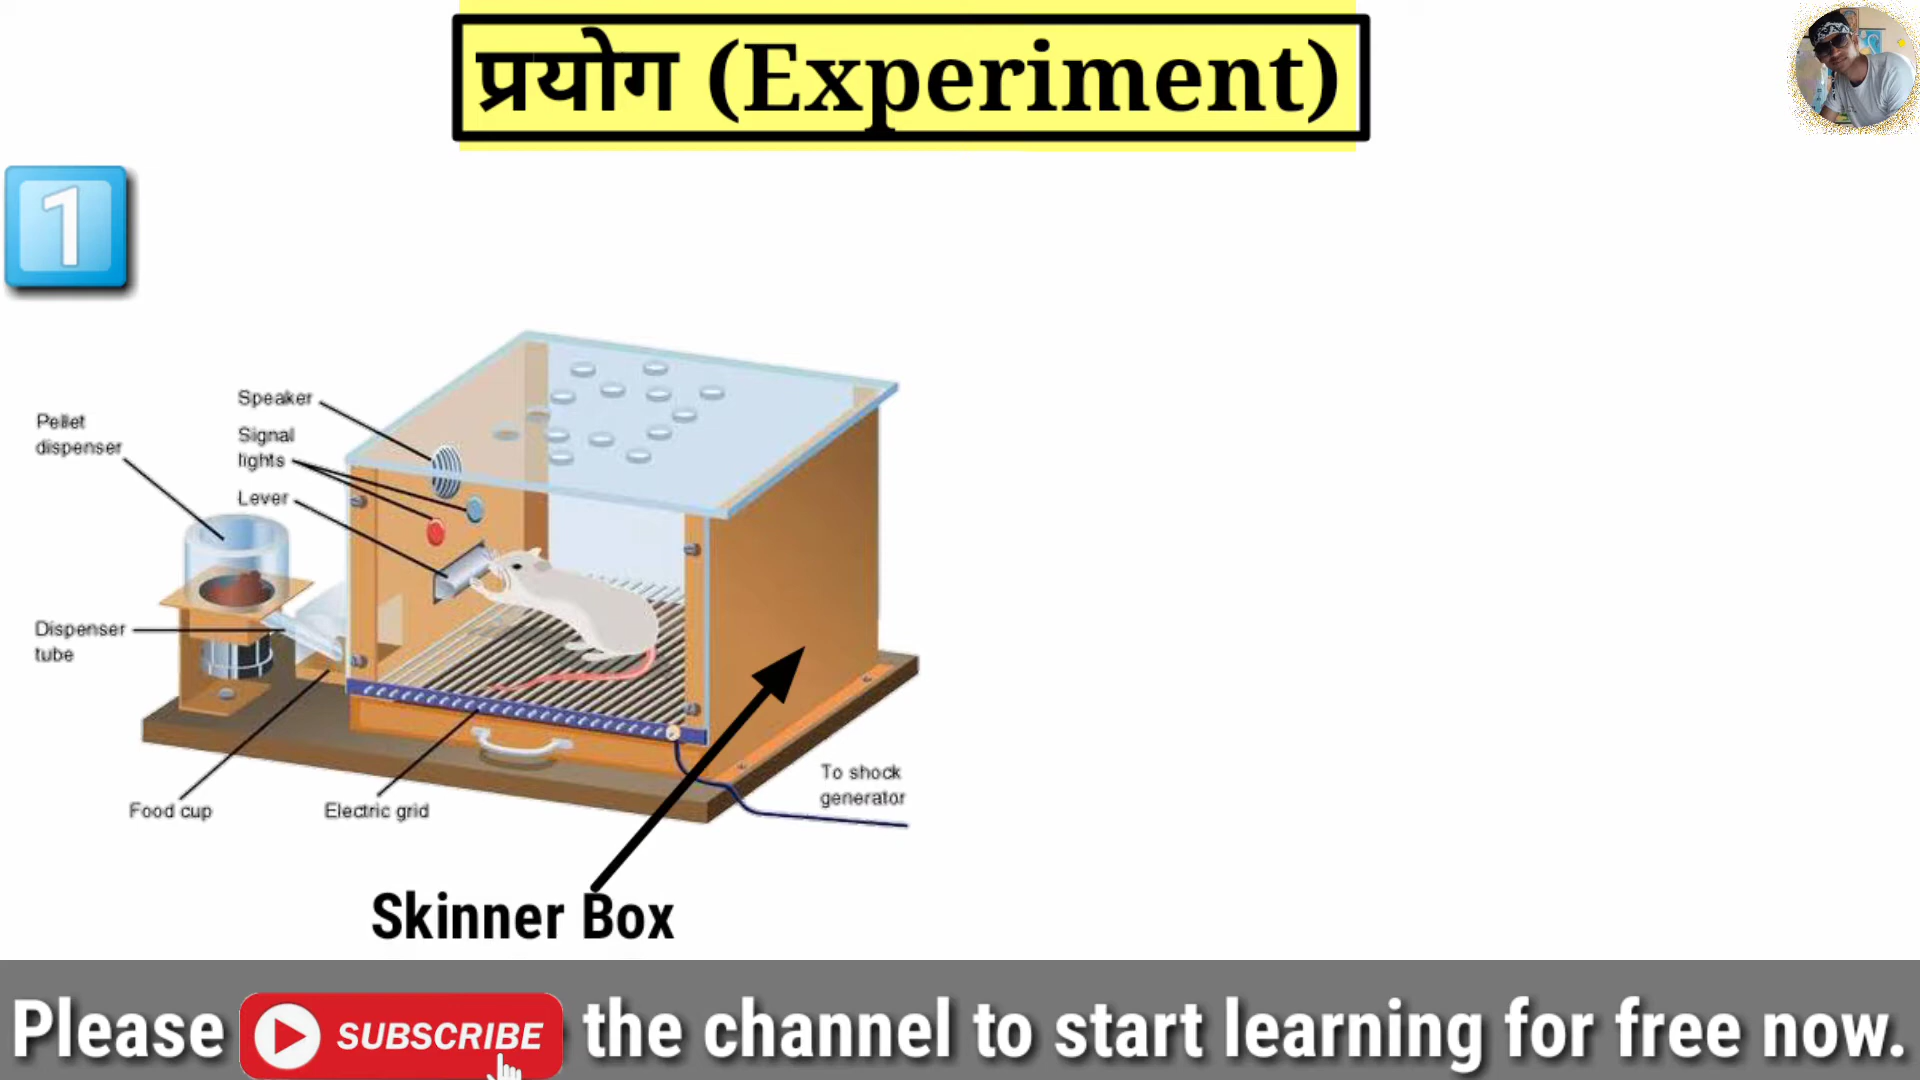 प्रयोग (Experiment)
1
Speaker
Pellet
dispenser
Signal
lights
Lever
Dispenser
tube
To shock
generator
Food cup
Electric grid
Skinner Box
Please SUBSCRIBE the channel to start learning for free now.